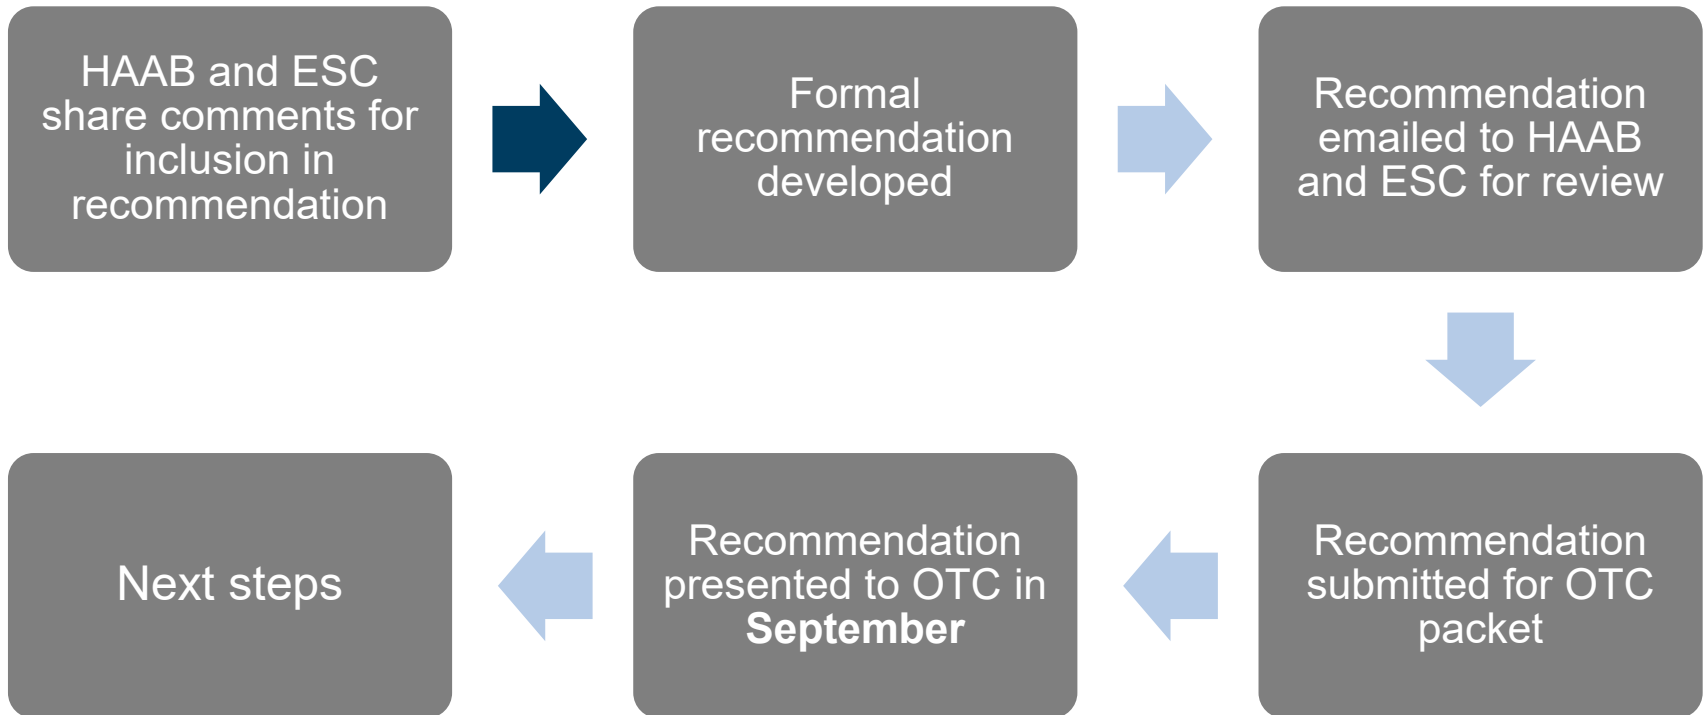 HAAB and ESC
share comments for
inclusion in
recommendation
Formal
recommendation
developed
Recommendation
emailed to HAAB
and ESC for review
Recommendation
submitted for OTC
packet
Recommendation
presented to OTC in
September
Next steps